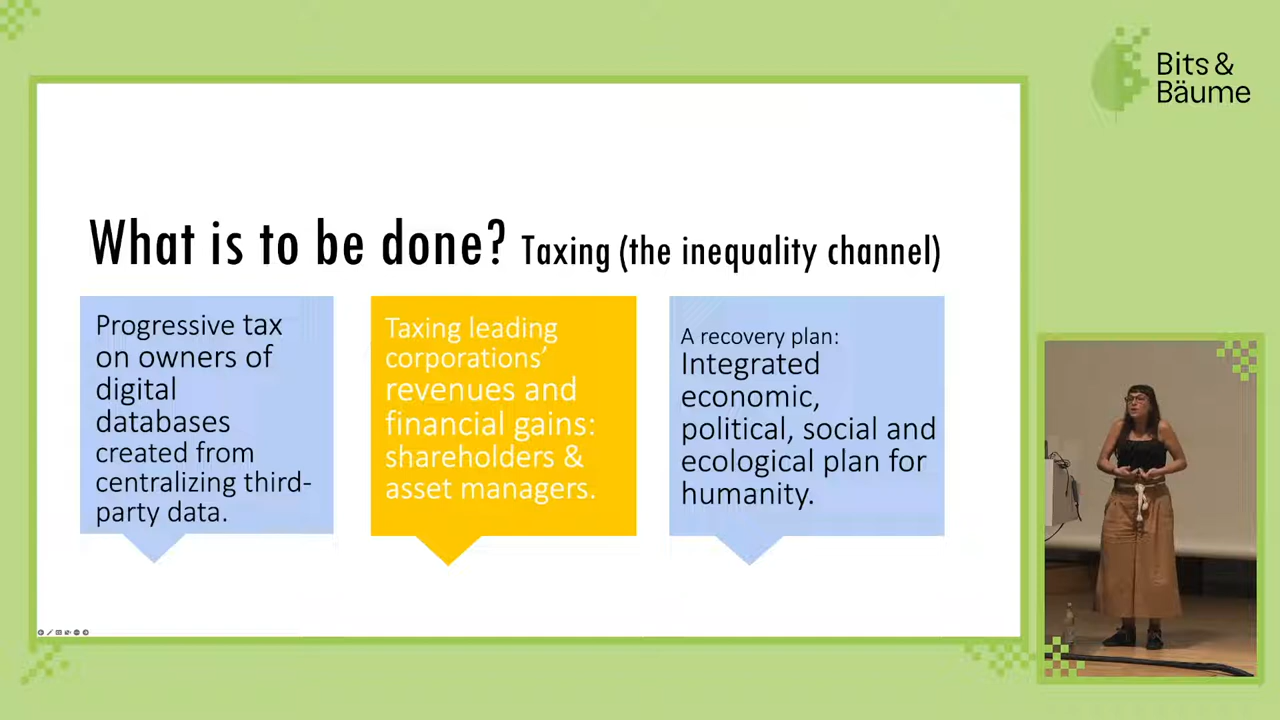 Bits &
Bäume
What is to be done? Taxing (the inequality channel)
Progressive tax
on owners of
digital
databases
created from
centralizing third-
party data.
Taxing leading
corporations’
revenues and
financial gains:
shareholders &
asset managers.
A recovery plan:
Integrated
economic,
political, social and
ecological plan for
humanity.